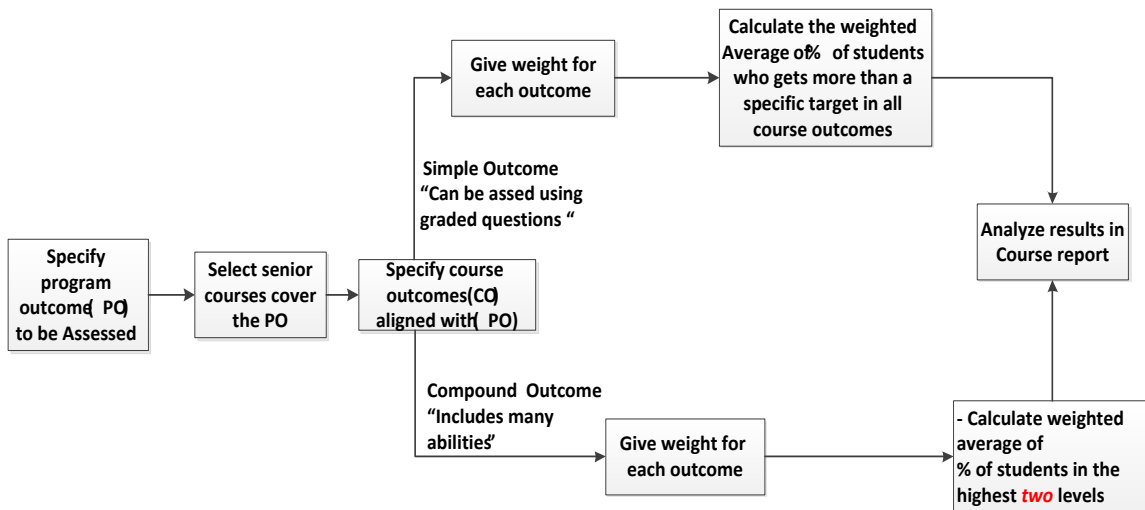 Specify
program
outcome( PO)
to be Assessed
Select senior
courses cover
the PO
Specify course
outcomes(CO)
aligned with( PO)
Simple Outcome
“Can be assed using
graded questions “
Give weight for
each outcome
Calculate the weighted
Average of% of students
who gets more than a
specific target in all
course outcomes
Compound Outcome
“Includes many
abilities”
Give weight for
each outcome
- Calculate weighted
average of
% of students in the
highest two levels
Analyze results in
Course report